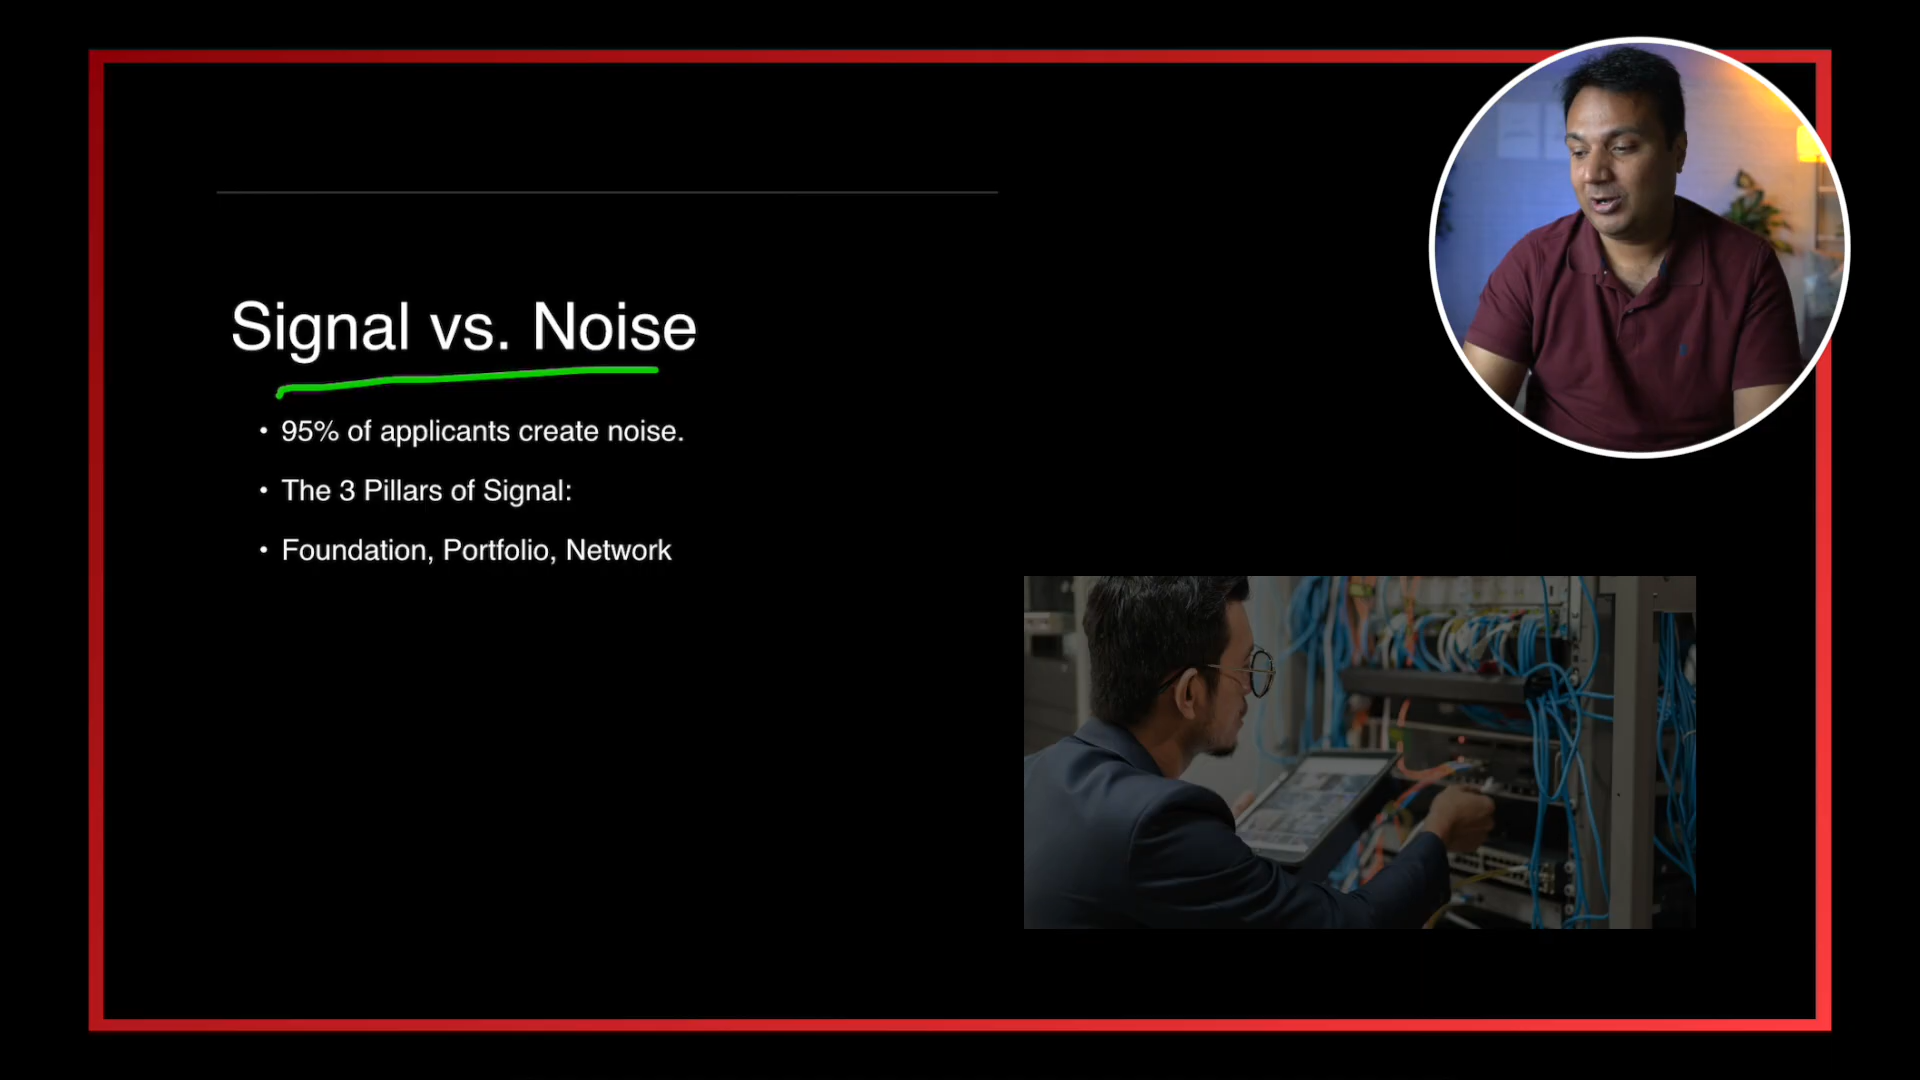 Signal vs. Noise
• 95% of applicants create noise.
• The 3 Pillars of Signal:
• Foundation, Portfolio, Network